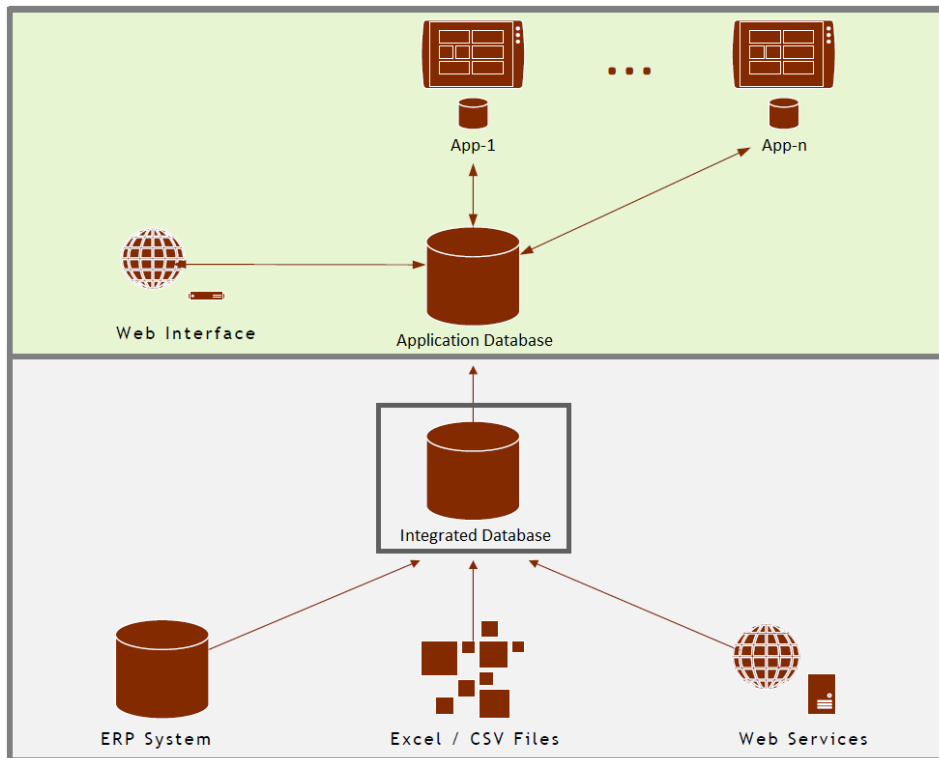 App-1
App-n
Web Interface
Application Database
Integrated Database
ERP System
Excel / CSV Files
Web Services